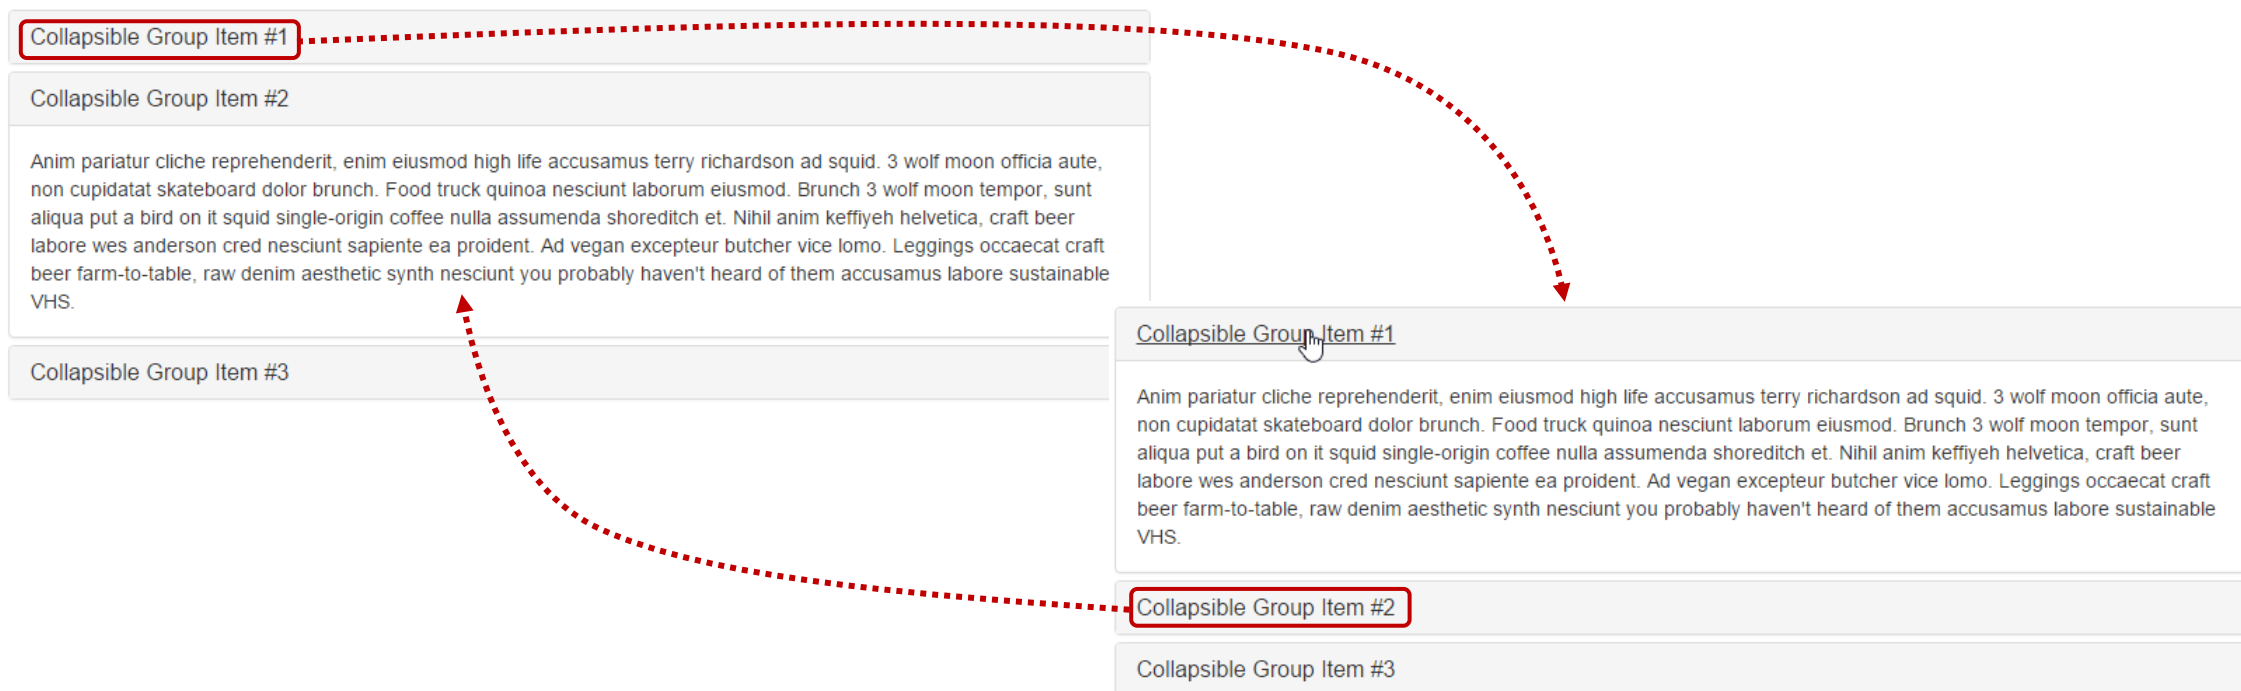 Collapsible Group Item #1
Collapsible Group Item #2
Anim pariatur cliche reprehenderit, enim eiusmod high life accusamus terry richardson ad squid. 3 wolf moon officia aute,
non cupidatat skateboard dolor brunch. Food truck quinoa nesciunt laborum eiusmod. Brunch 3 wolf moon tempor, sunt
aliqua put a bird on it squid single-origin coffee nulla assumenda shoreditch et. Nihil anim keffiyeh helvetica, craft beer
labore wes anderson cred nesciunt sapiente ea proident. Ad vegan excepteur butcher vice lomo. Leggings occaecat craft
beer farm-to-table, raw denim aesthetic synth nesciunt you probably haven't heard of them accusamus labore sustainable
VHS.
Collapsible Group Item #3
Collapsible Group Item #1
Anim pariatur cliche reprehenderit, enim eiusmod high life accusamus terry richardson ad squid. 3 wolf moon officia aute,
non cupidatat skateboard dolor brunch. Food truck quinoa nesciunt laborum eiusmod. Brunch 3 wolf moon tempor, sunt
aliqua put a bird on it squid single-origin coffee nulla assumenda shoreditch et. Nihil anim keffiyeh helvetica, craft beer
labore wes anderson cred nesciunt sapiente ea proident. Ad vegan excepteur butcher vice lomo. Leggings occaecat craft
beer farm-to-table, raw denim aesthetic synth nesciunt you probably haven't heard of them accusamus labore sustainable
VHS.
Collapsible Group Item #2
Collapsible Group Item #3